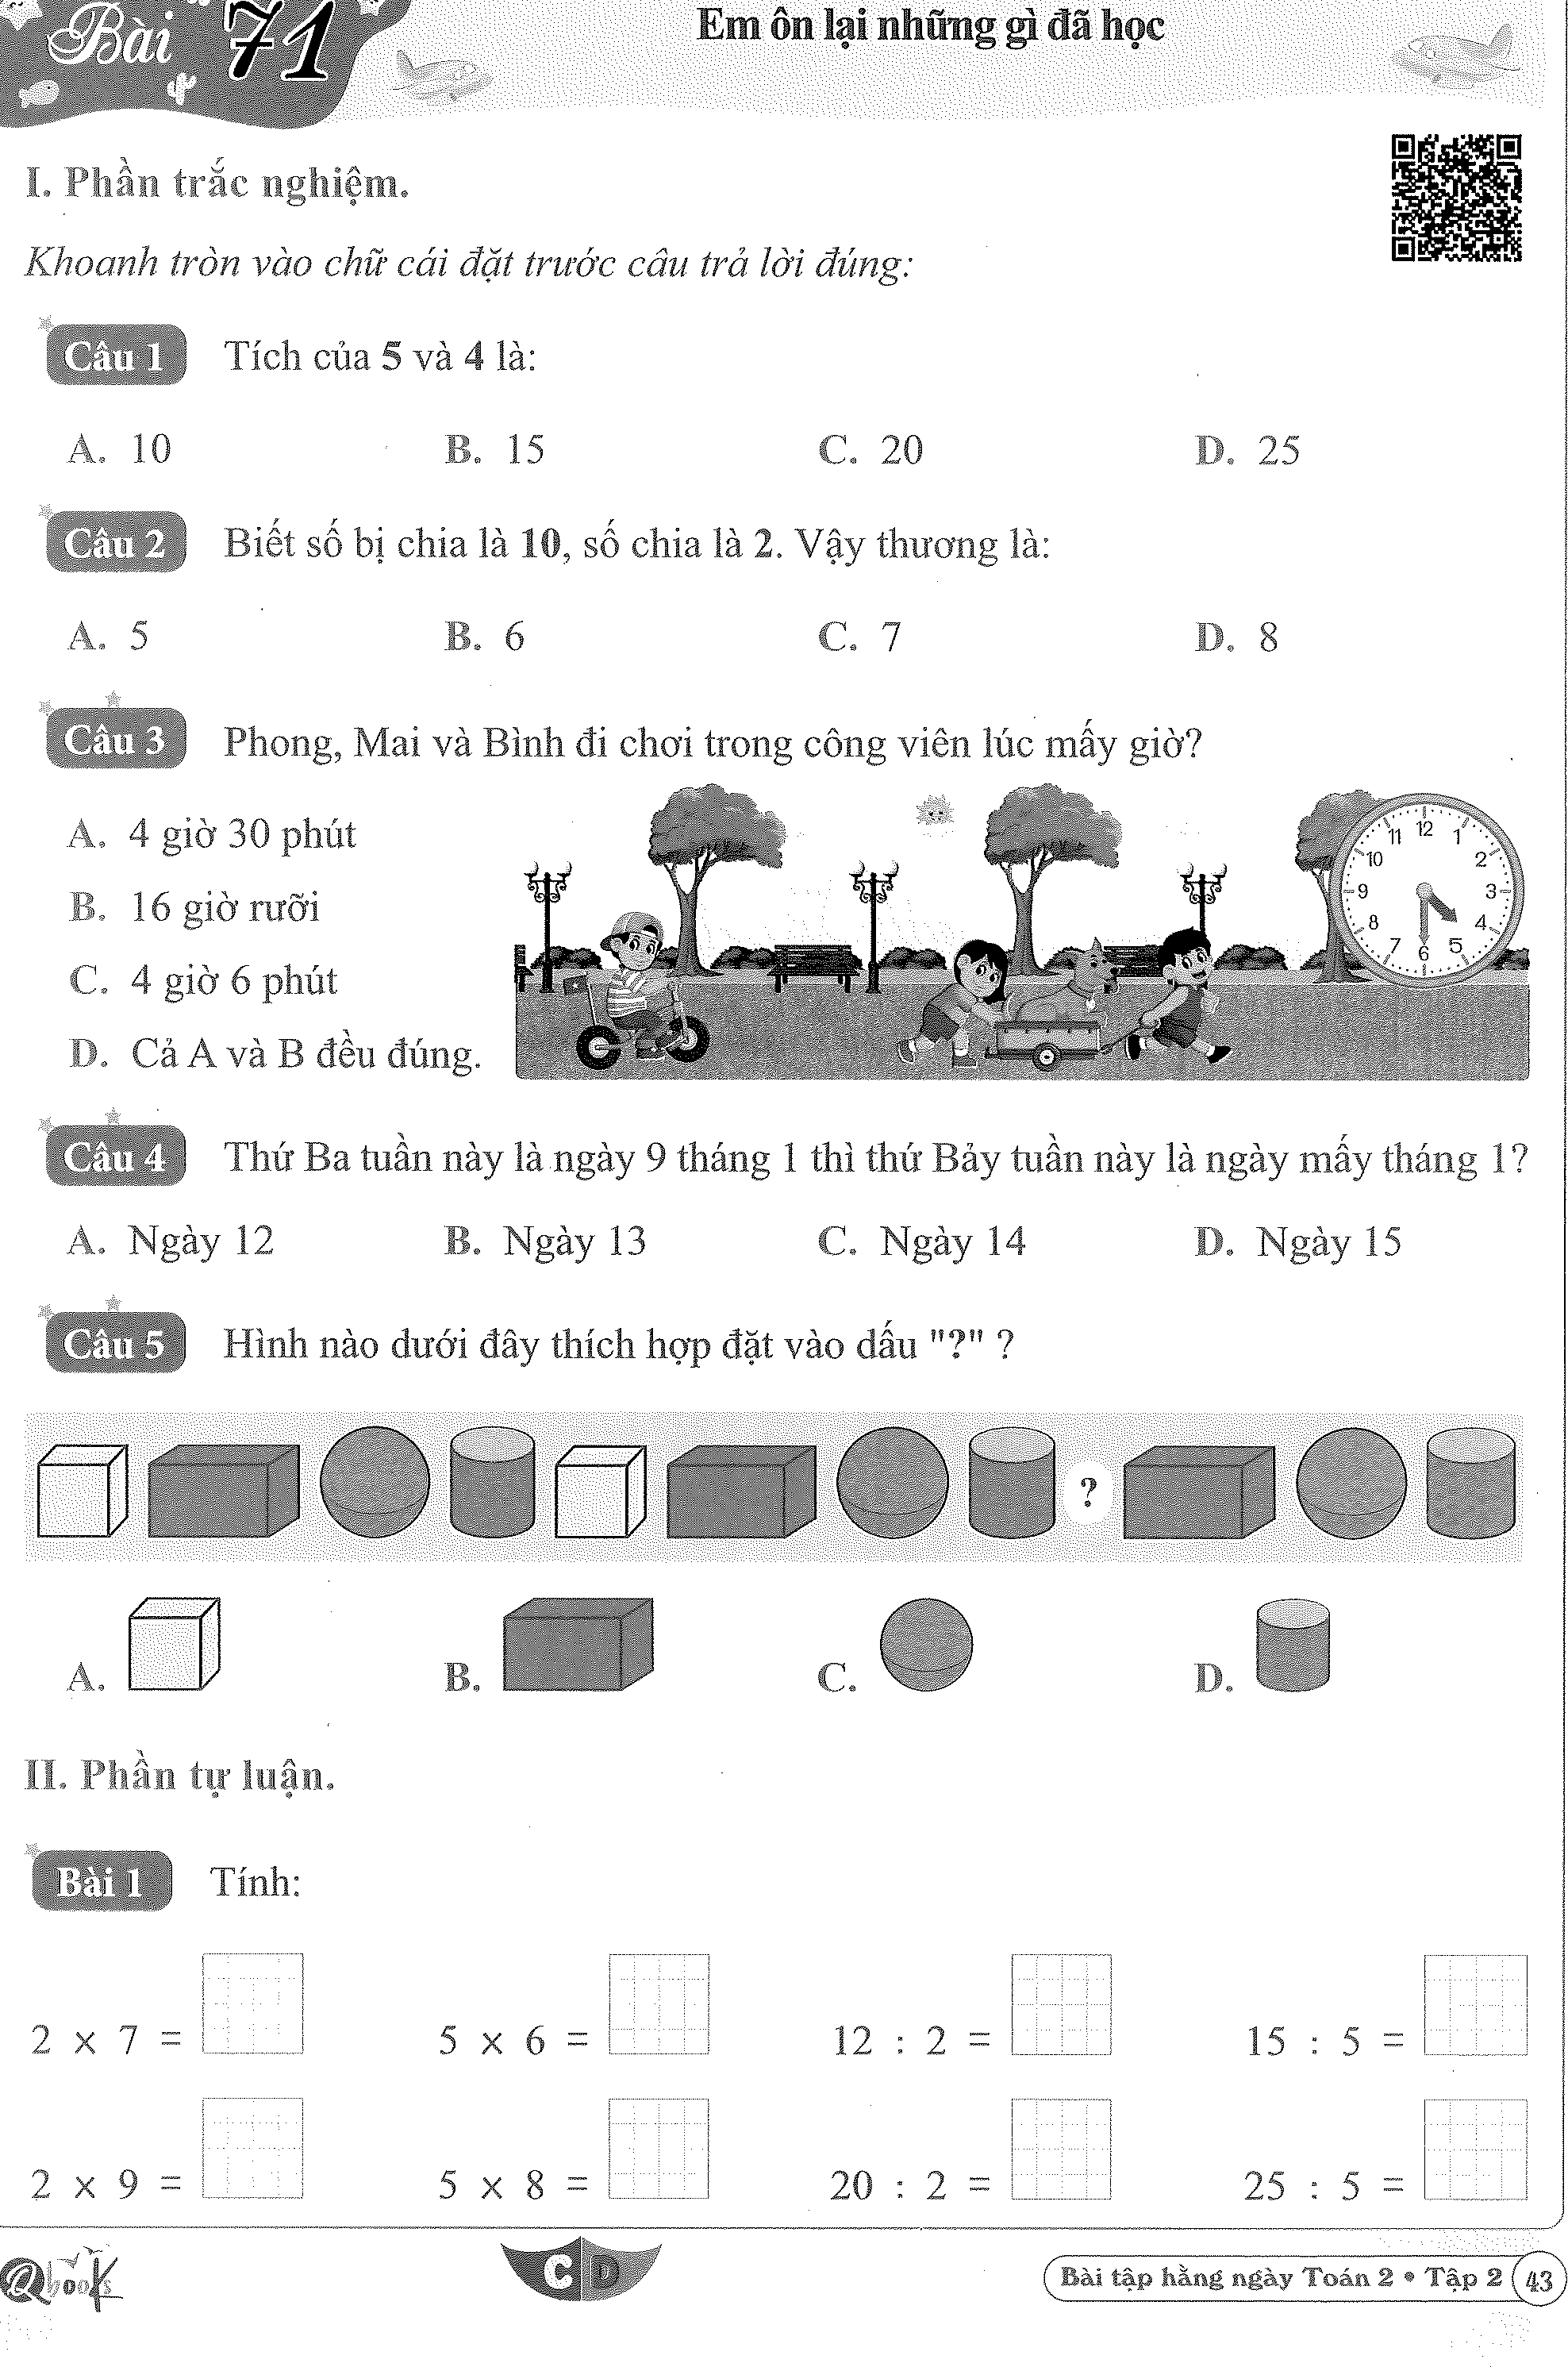 Bài 71
Em ôn lại những gì đã học
I. Phần trắc nghiệm.
Khoanh tròn vào chữ cái đặt trước câu trả lời đúng:
Câu 1 Tích của 5 và 4 là:
A. 10 B. 15 C. 20 D. 25
Câu 2 Biết số bị chia là 10, số chia là 2. Vậy thương là:
A. 5 B. 6 C. 7 D. 8
Câu 3 Phong, Mai và Bình đi chơi trong công viên lúc mấy giờ?
A. 4 giờ 30 phút
B. 16 giờ rưỡi
C. 4 giờ 6 phút
D. Cả A và B đều đúng.
12 1 2 3 4 5 6 7 8 9 10 11
Câu 4 Thứ Ba tuần này là ngày 9 tháng 1 thì thứ Bảy tuần này là ngày mấy tháng 1?
A. Ngày 12 B. Ngày 13 C. Ngày 14 D. Ngày 15
Câu 5 Hình nào dưới đây thích hợp đặt vào dấu "?" ?
?
A. B. C. D.
II. Phần tự luận.
Bài 1 Tính:
2 × 7 = 5 × 6 = 12 : 2 = 15 : 5 =
2 × 9 = 5 × 8 = 20 : 2 = 25 : 5 =
Qbooks CD Bài tập hằng ngày Toán 2 • Tập 2 43